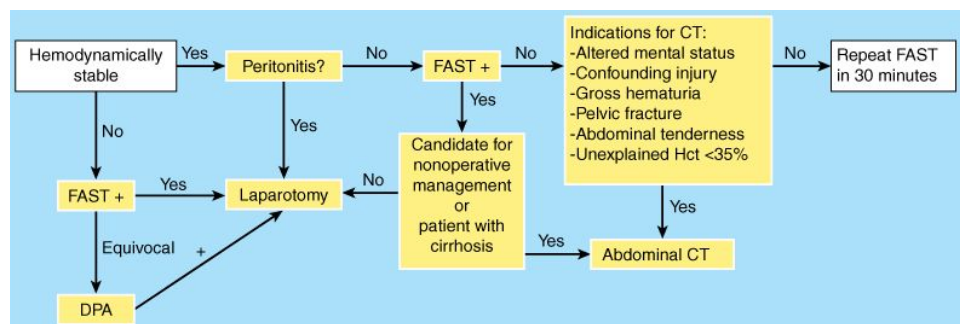 Hemodynamically
stable
Yes
Peritonitis?
No
FAST +
No
Indications for CT:
-Altered mental status
-Confounding injury
-Gross hematuria
-Pelvic fracture
-Abdominal tenderness
-Unexplained Hct <35%
No
Repeat FAST
in 30 minutes
No
Yes
Yes
Candidate for
nonoperative
management
or
patient with
cirrhosis
FAST +
Yes
Laparotomy
No
Yes
Equivocal
+
Yes
Abdominal CT
DPA